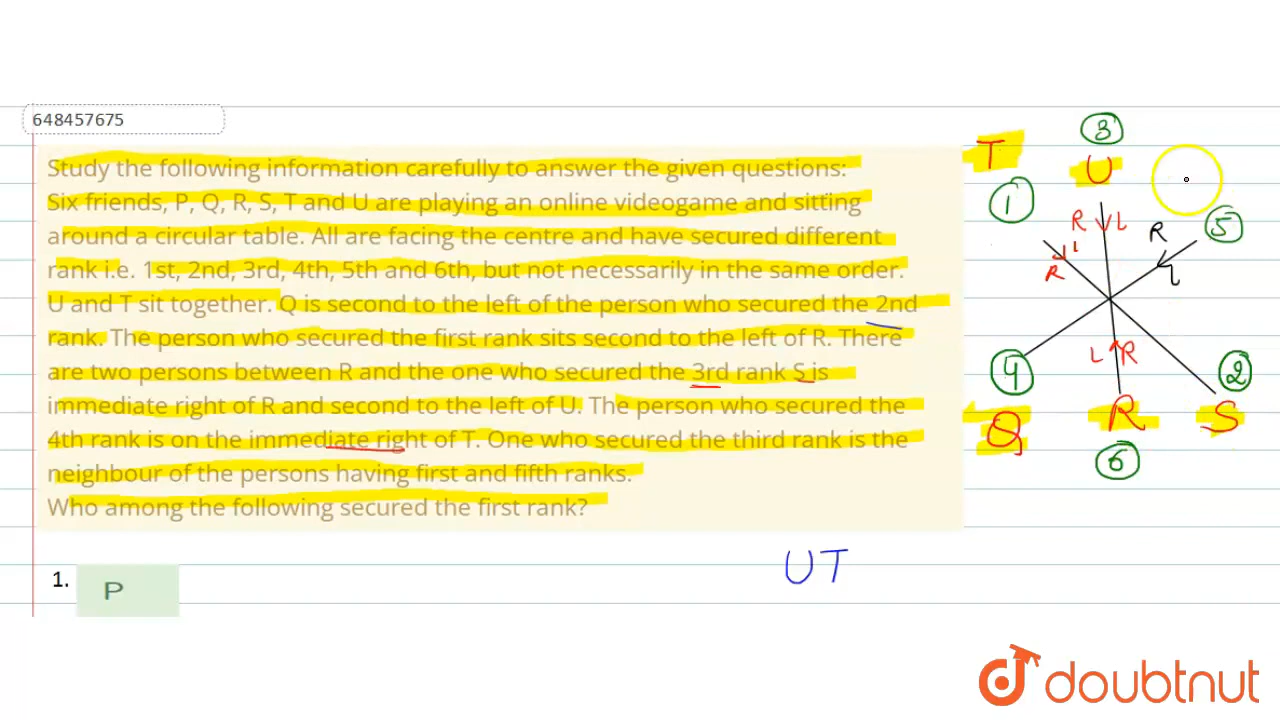 648457675
Study the following information carefully to answer the given questions:
Six friends, P, Q, R, S, T and U are playing an online videogame and sitting
around a circular table. All are facing the centre and have secured different
rank i.e. 1st, 2nd, 3rd, 4th, 5th and 6th, but not necessarily in the same order.
U and T sit together. Q is second to the left of the person who secured the 2nd
rank. The person who secured the first rank sits second to the left of R. There
are two persons between R and the one who secured the 3rd rank S is
immediate right of R and second to the left of U. The person who secured the
4th rank is on the immediate right of T. One who secured the third rank is the
neighbour of the persons having first and fifth ranks.
Who among the following secured the first rank?
1. P
U T
3
T U
1 5
R L R
L R L
L R
4 2
Q R S
6
doubtnut